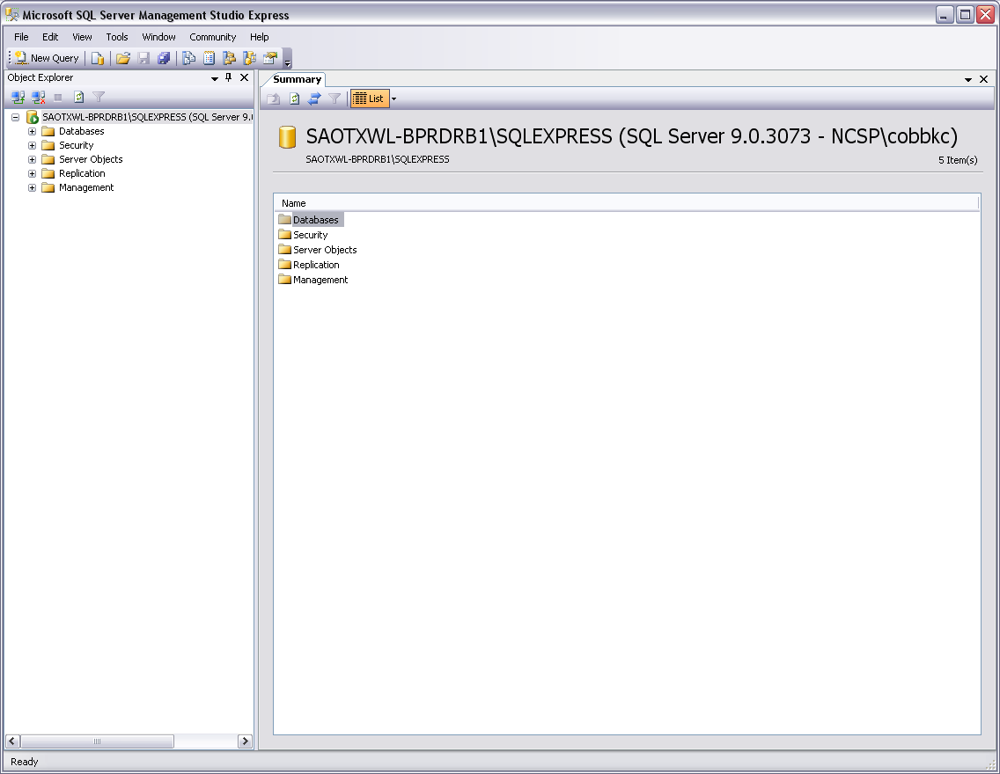 Microsoft SQL Server Management Studio Express
File Edit View Tools Window Community Help
New Query
Object Explorer
Summary
List
SAOTXWL-BPRDRB1\SQLEXPRESS (SQL Server 9.0
Databases
Security
Server Objects
Replication
Management
SAOTXWL-BPRDRB1\SQLEXPRESS (SQL Server 9.0.3073 - NCSP\cobbkc)
SAOTXWL-BPRDRB1\SQLEXPRESS
5 Item(s)
Name
Databases
Security
Server Objects
Replication
Management
Ready